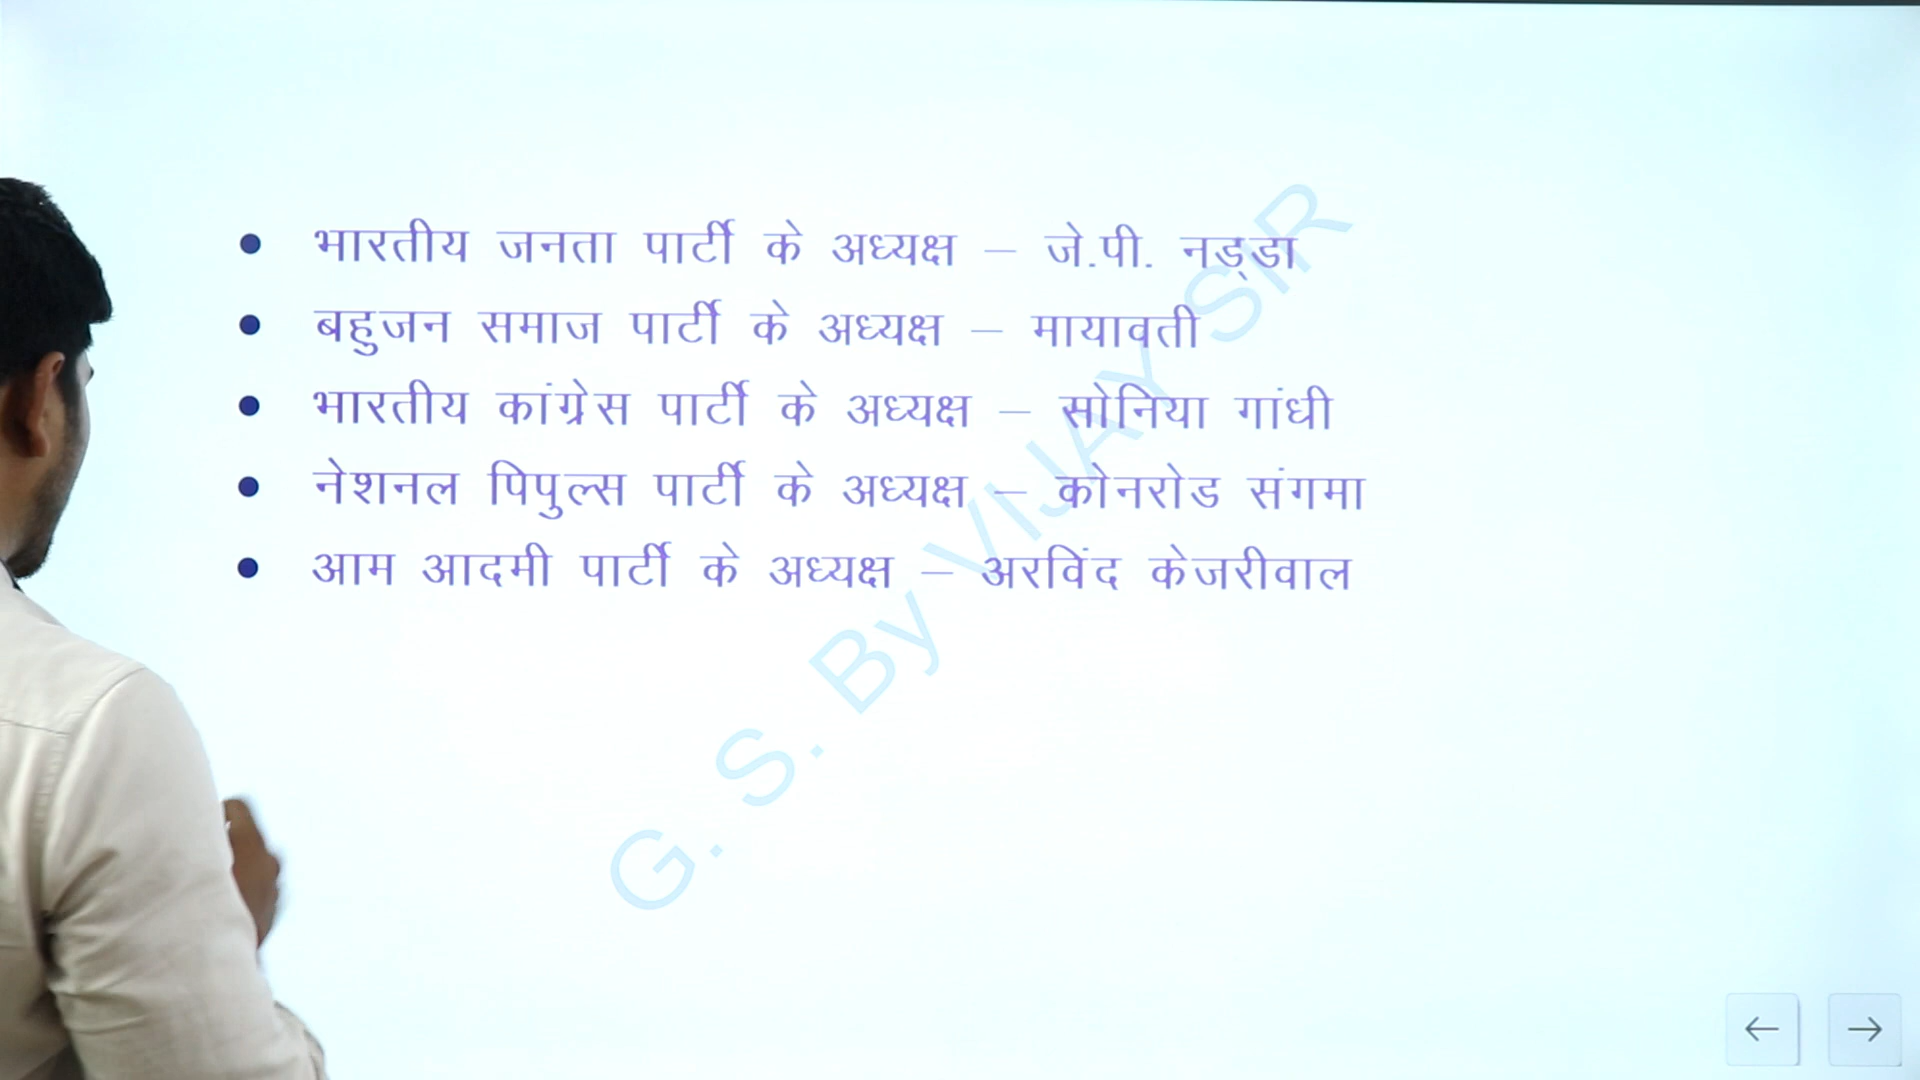 भारतीय जनता पार्टी के अध्यक्ष – जे.पी. नड्डा
बहुजन समाज पार्टी के अध्यक्ष – मायावती
भारतीय कांग्रेस पार्टी के अध्यक्ष – सोनिया गांधी
नेशनल पिपुल्स पार्टी के अध्यक्ष – कोनरोड संगमा
आम आदमी पार्टी के अध्यक्ष – अरविंद केजरीवाल
G. S. By VIJAY SIR